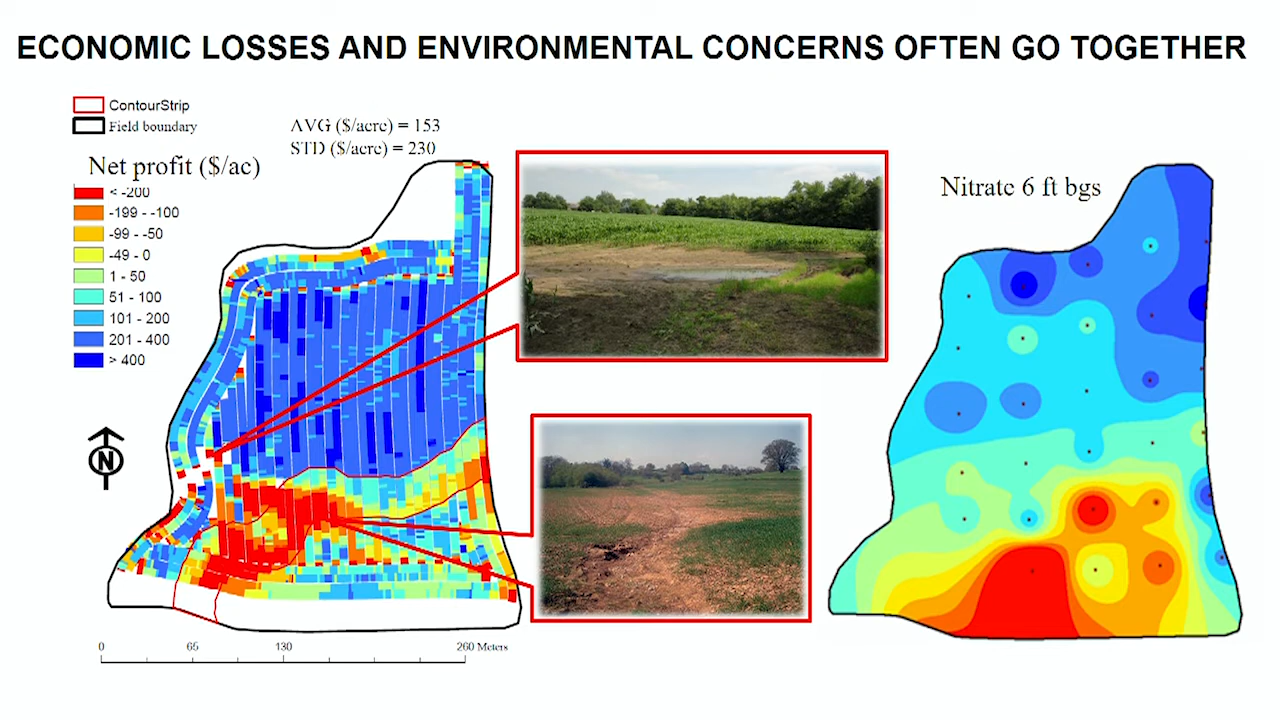 ECONOMIC LOSSES AND ENVIRONMENTAL CONCERNS OFTEN GO TOGETHER
ContourStrip
Field boundary
AVG ($/acre) = 153
STD ($/acre) = 230
Net profit ($/ac)
< -200
-199 - -100
-99 - -50
-49 - 0
1 - 50
51 - 100
101 - 200
201 - 400
> 400
Nitrate 6 ft bgs
N
0 65 130 260 Meters